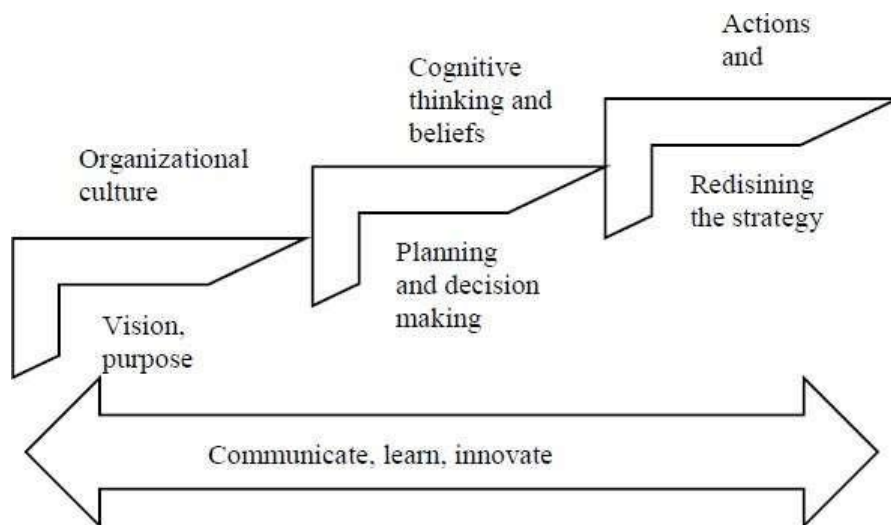 Organizational
culture
Vision,
purpose
Cognitive
thinking and
beliefs
Planning
and decision
making
Actions
and
Redisining
the strategy
Communicate, learn, innovate